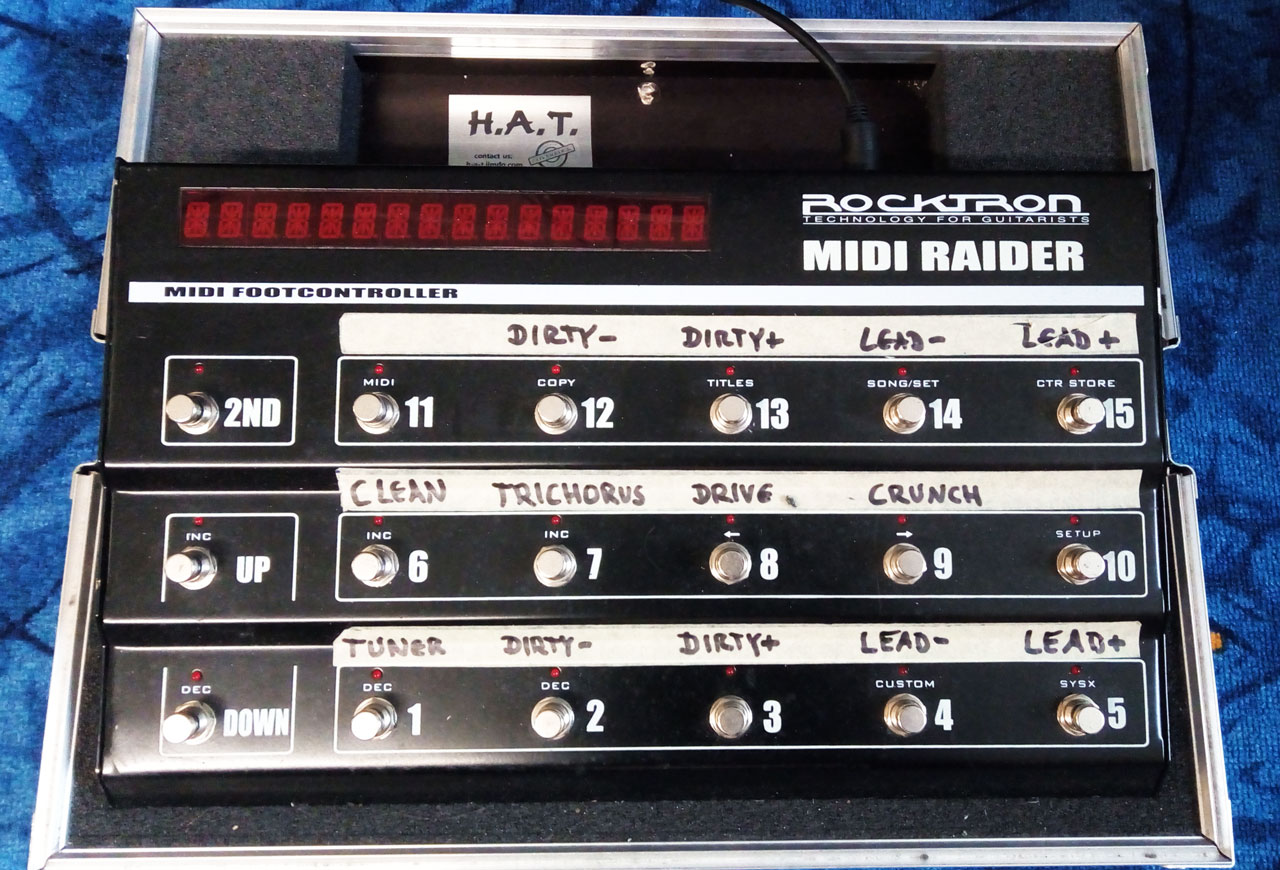 H.A.T.
contact us:
ROCKTRON
TECHNOLOGY FOR GUITARISTS
MIDI RAIDER
MIDI FOOTCONTROLLER
DIRTY- DIRTY+ LEAD- LEAD+
MIDI COPY TITLES SONG/SET CTR STORE
2ND 11 12 13 14 15
CLEAN TRICHORUS DRIVE CRUNCH
INC INC INC ← → SETUP
UP 6 7 8 9 10
TUNER DIRTY- DIRTY+ LEAD- LEAD+
DEC DEC DEC CUSTOM SYSX
DOWN 1 2 3 4 5